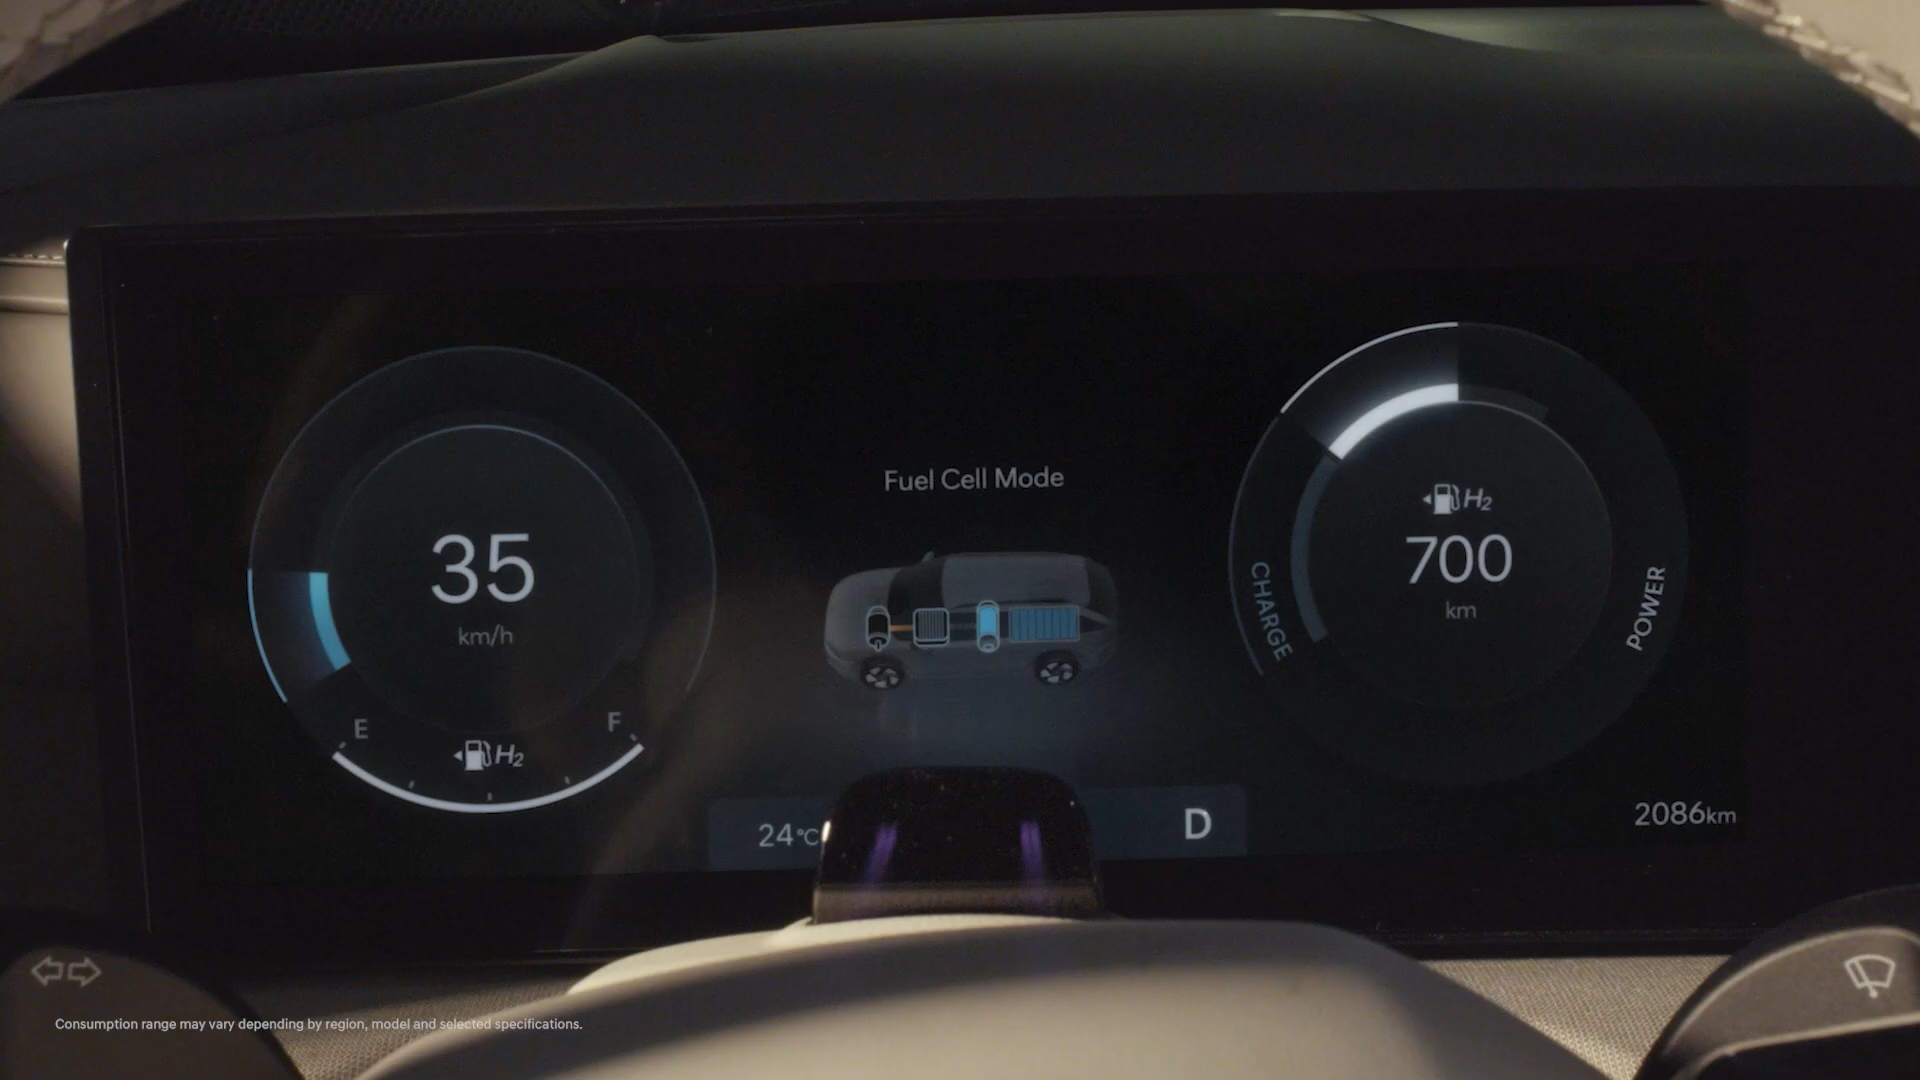 Fuel Cell Mode
35
km/h
E
F
H2
CHARGE
H2
700
km
POWER
24°C
D
2086km
Consumption range may vary depending by region, model and selected specifications.